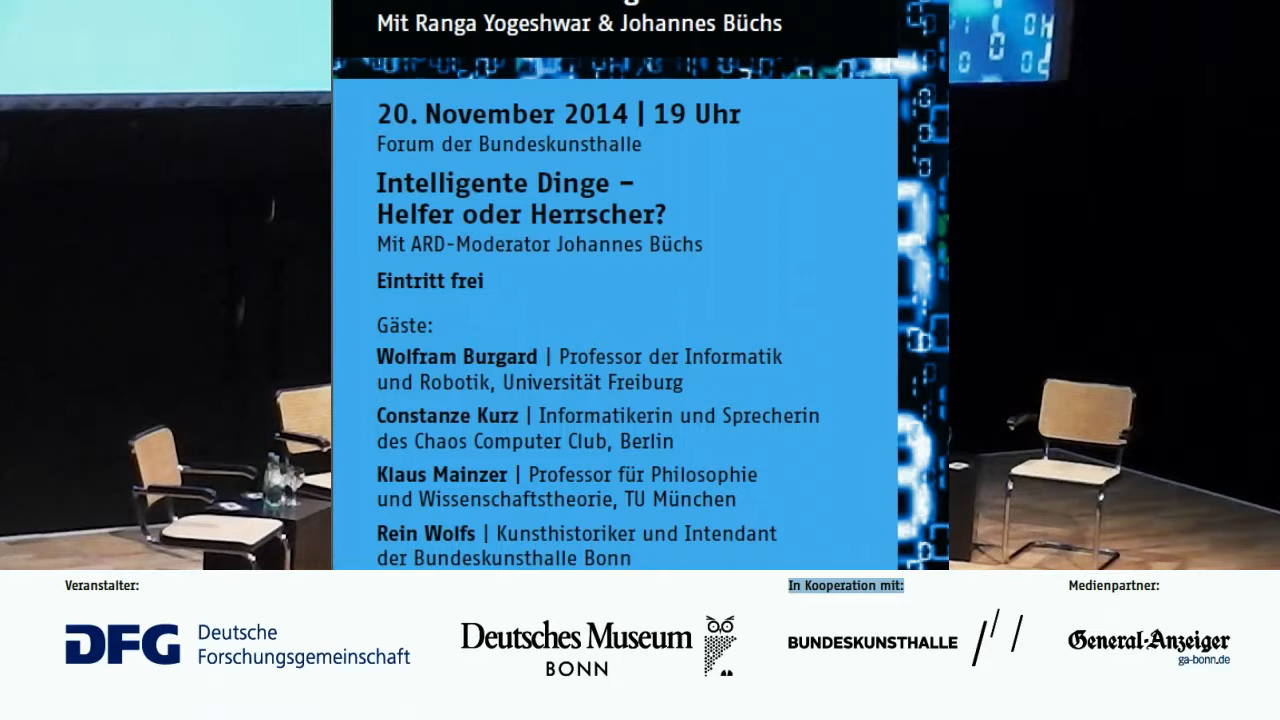 Mit Ranga Yogeshwar & Johannes Büchs
20. November 2014 | 19 Uhr
Forum der Bundeskunsthalle
Intelligente Dinge –
Helfer oder Herrscher?
Mit ARD-Moderator Johannes Büchs
Eintritt frei
Gäste:
Wolfram Burgard | Professor der Informatik
und Robotik, Universität Freiburg
Constanze Kurz | Informatikerin und Sprecherin
des Chaos Computer Club, Berlin
Klaus Mainzer | Professor für Philosophie
und Wissenschaftstheorie, TU München
Rein Wolfs | Kunsthistoriker und Intendant
der Bundeskunsthalle Bonn
Veranstalter:
In Kooperation mit:
Medienpartner:
DFG Deutsche
Forschungsgemeinschaft
Deutsches Museum
BONN
BUNDESKUNSTHALLE
General-Anzeiger
ga-bonn.de